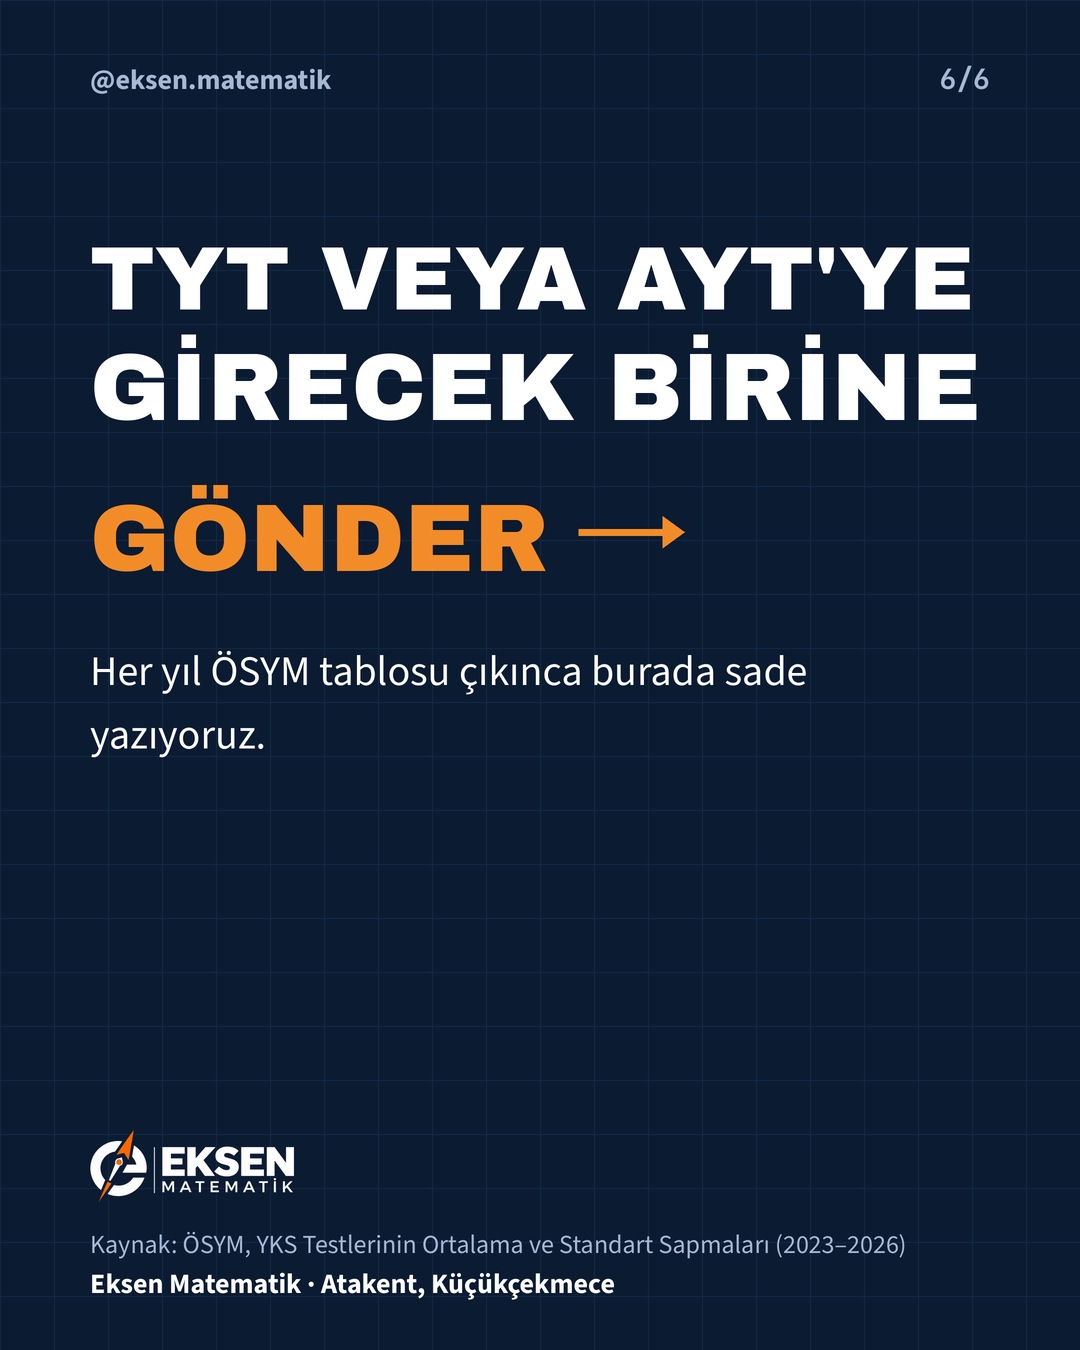 @eksen.matematik
6/6
TYT VEYA AYT'YE
GİRECEK BİRİNE
GÖNDER →
Her yıl ÖSYM tablosu çıkınca burada sade
yazıyoruz.
EKSEN
MATEMATİK
Kaynak: ÖSYM, YKS Testlerinin Ortalama ve Standart Sapmaları (2023–2026)
Eksen Matematik · Atakent, Küçükçekmece